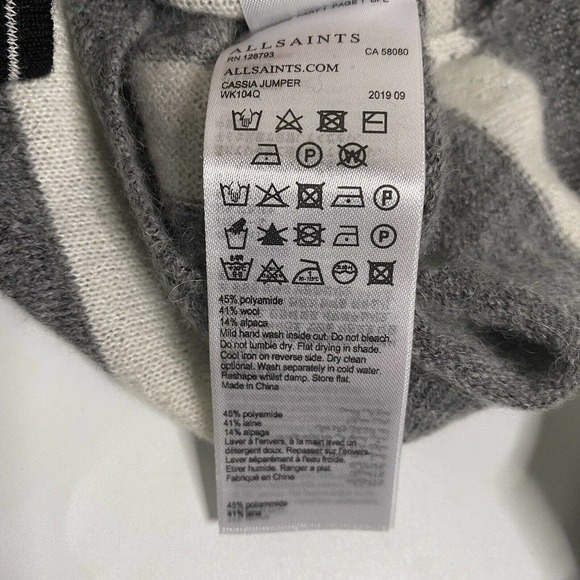 ALLSAINTS
RN 128793 CA 58080
ALLSAINTS.COM
CASSIA JUMPER
WK104Q 2019 09
45% polyamide
41% wool
14% alpaca
Mild hand wash inside out. Do not bleach.
Do not tumble dry. Flat drying in shade.
Cool iron on reverse side. Dry clean
optional. Wash separately in cold water.
Reshape whilst damp. Store flat.
Made in China
45% polyamide
41% laine
14% alpaga
Laver à l'envers, à la main avec un
détergent doux. Repasser à l'envers.
Laver séparément à l'eau froide.
Etirer humide. Ranger a plat.
Fabriqué en Chine
45% polyamide
41% lana